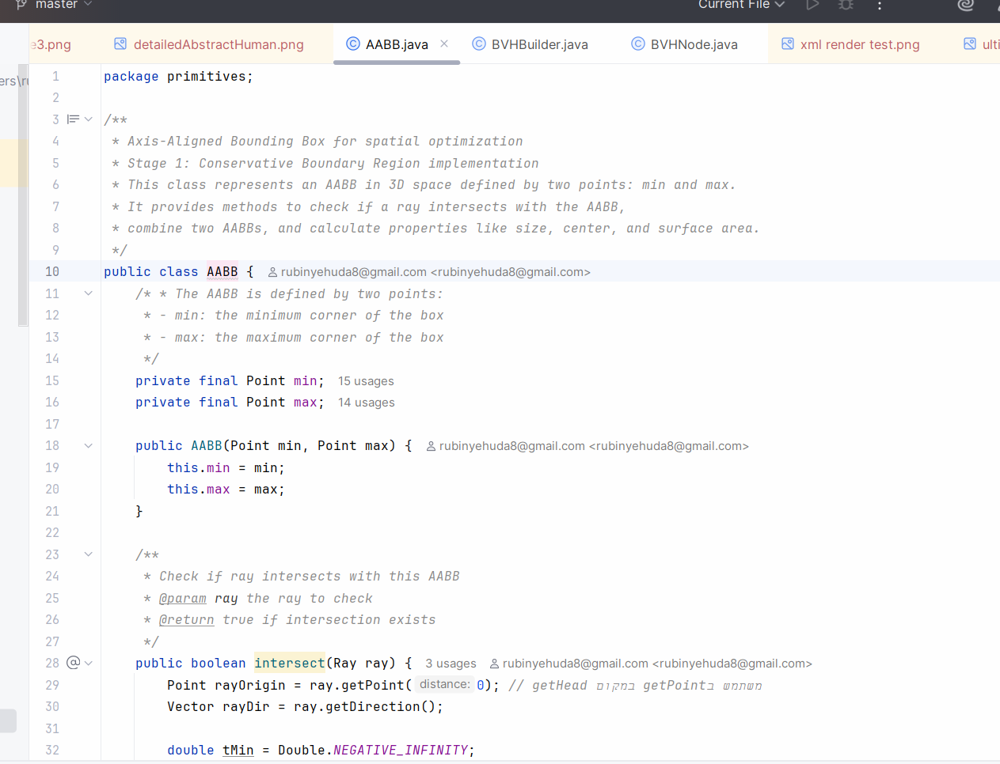 master Current File
e3.png detailedAbstractHuman.png AABB.java BVHBuilder.java BVHNode.java xml render test.png ulti
ers\ru
1 package primitives;
2
3 /**
4 * Axis-Aligned Bounding Box for spatial optimization
5 * Stage 1: Conservative Boundary Region implementation
6 * This class represents an AABB in 3D space defined by two points: min and max.
7 * It provides methods to check if a ray intersects with the AABB,
8 * combine two AABBs, and calculate properties like size, center, and surface area.
9 */
10 public class AABB { rubinyehuda8@gmail.com <rubinyehuda8@gmail.com>
11 /* * The AABB is defined by two points:
12 * - min: the minimum corner of the box
13 * - max: the maximum corner of the box
14 */
15 private final Point min; 15 usages
16 private final Point max; 14 usages
17
18 public AABB(Point min, Point max) { rubinyehuda8@gmail.com <rubinyehuda8@gmail.com>
19 this.min = min;
20 this.max = max;
21 }
22
23 /**
24 * Check if ray intersects with this AABB
25 * @param ray the ray to check
26 * @return true if intersection exists
27 */
28 public boolean intersect(Ray ray) { 3 usages rubinyehuda8@gmail.com <rubinyehuda8@gmail.com>
29 Point rayOrigin = ray.getPoint( distance: 0); // משתמש בgetPoint במקום getHead
30 Vector rayDir = ray.getDirection();
31
32 double tMin = Double.NEGATIVE_INFINITY;